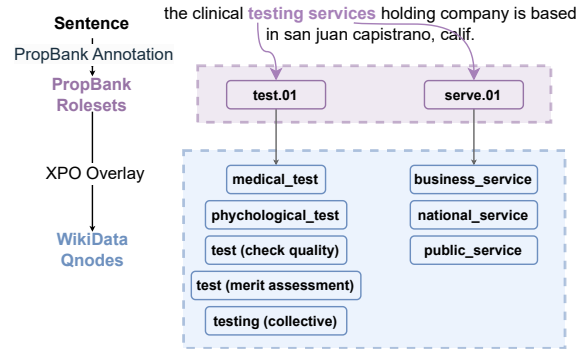 Sentence
the clinical testing services holding company is based
in san juan capistrano, calif.
PropBank Annotation
PropBank
Rolesets
test.01
serve.01
XPO Overlay
medical_test
business_service
phychological_test
national_service
WikiData
Qnodes
test (check quality)
public_service
test (merit assessment)
testing (collective)